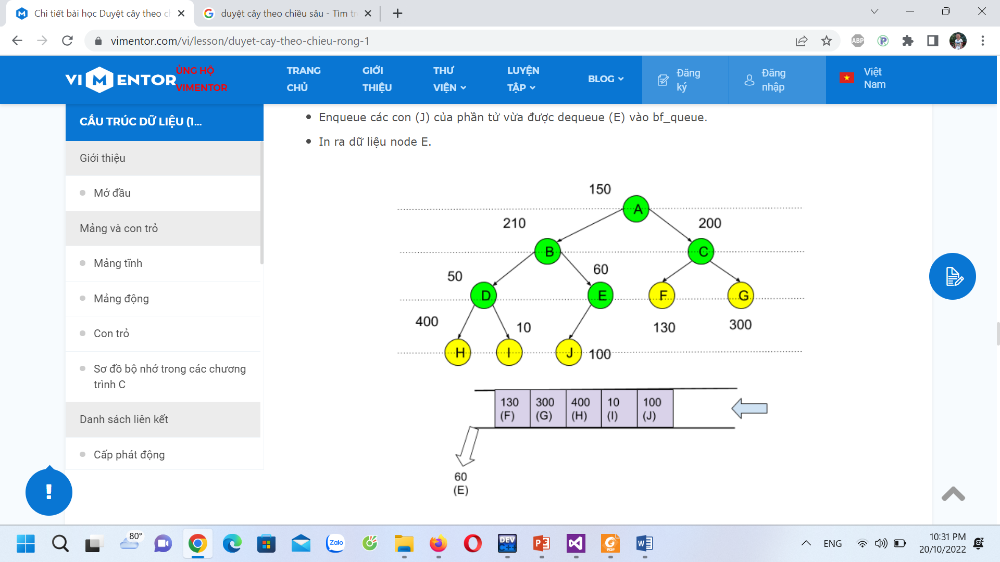 Chi tiết bài học Duyệt cây theo ch
duyệt cây theo chiều sâu - Tìm tr
vimentor.com/vi/lesson/duyet-cay-theo-chieu-rong-1
ABP
VIMENTOR
ỦNG HỘ
VIMENTOR
TRANG
CHỦ
GIỚI
THIỆU
THƯ
VIỆN
LUYỆN
TẬP
BLOG
Đăng
ký
Đăng
nhập
Việt
Nam
CẤU TRÚC DỮ LIỆU (1...
Giới thiệu
Mở đầu
Mảng và con trỏ
Mảng tĩnh
Mảng động
Con trỏ
Sơ đồ bộ nhớ trong các chương
trình C
Danh sách liên kết
Cấp phát động
Enqueue các con (J) của phần tử vừa được dequeue (E) vào bf_queue.
In ra dữ liệu node E.
150
A
210
200
B
C
50
60
D
E
F
G
400
10
130
300
H
I
J
100
130
(F)
300
(G)
400
(H)
10
(I)
100
(J)
60
(E)
!
80°
Zalo
DEV
C++
PDF
ENG
10:31 PM
20/10/2022